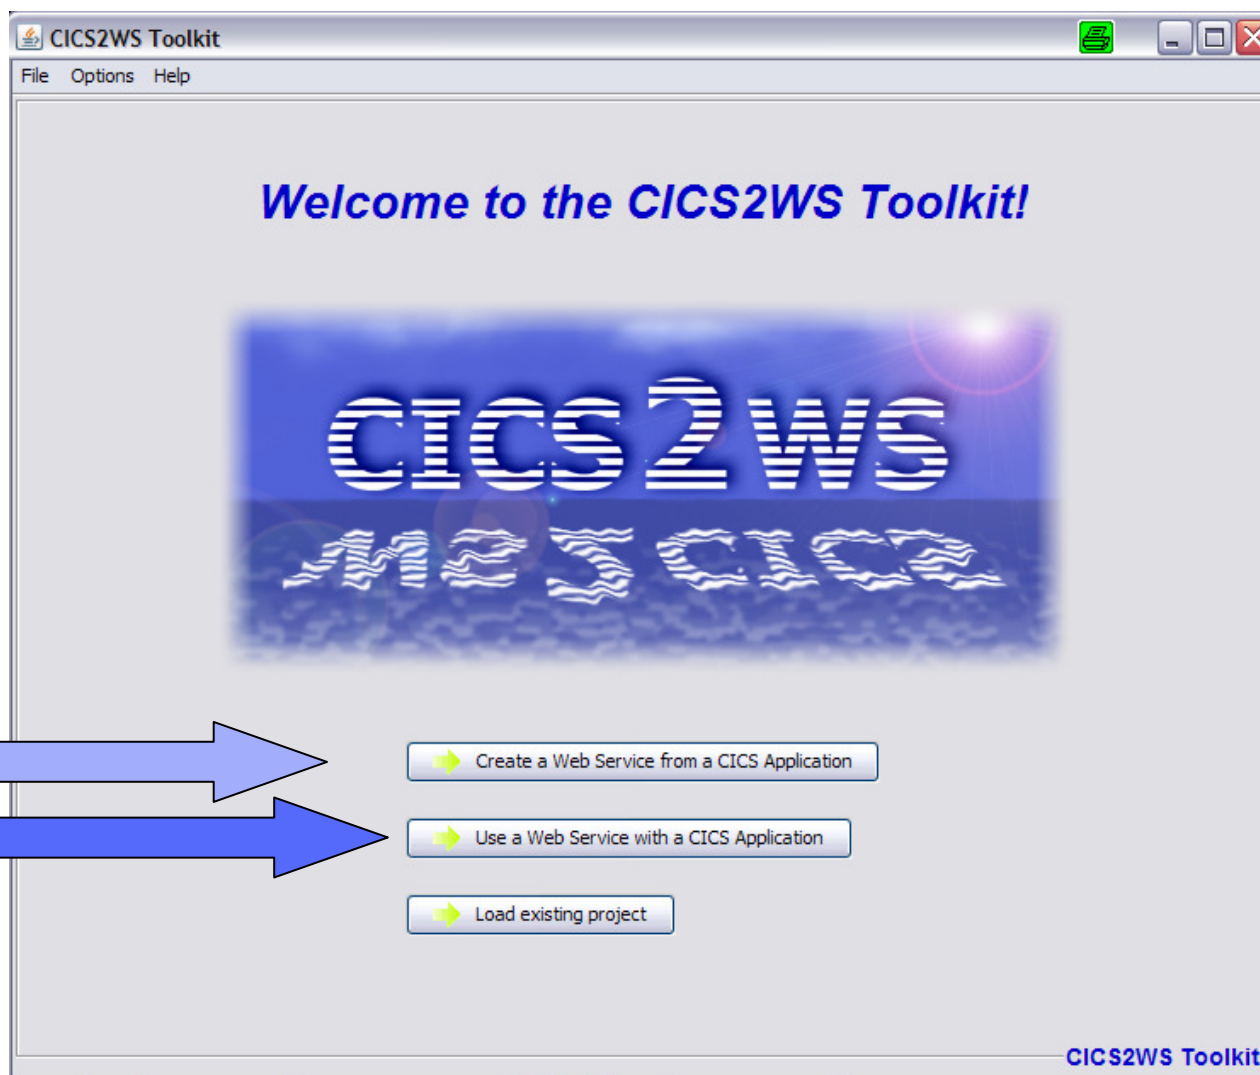 CICS2WS Toolkit
File Options Help
Welcome to the CICS2WS Toolkit!
CICS2WS
Create a Web Service from a CICS Application
Use a Web Service with a CICS Application
Load existing project
CICS2WS Toolkit